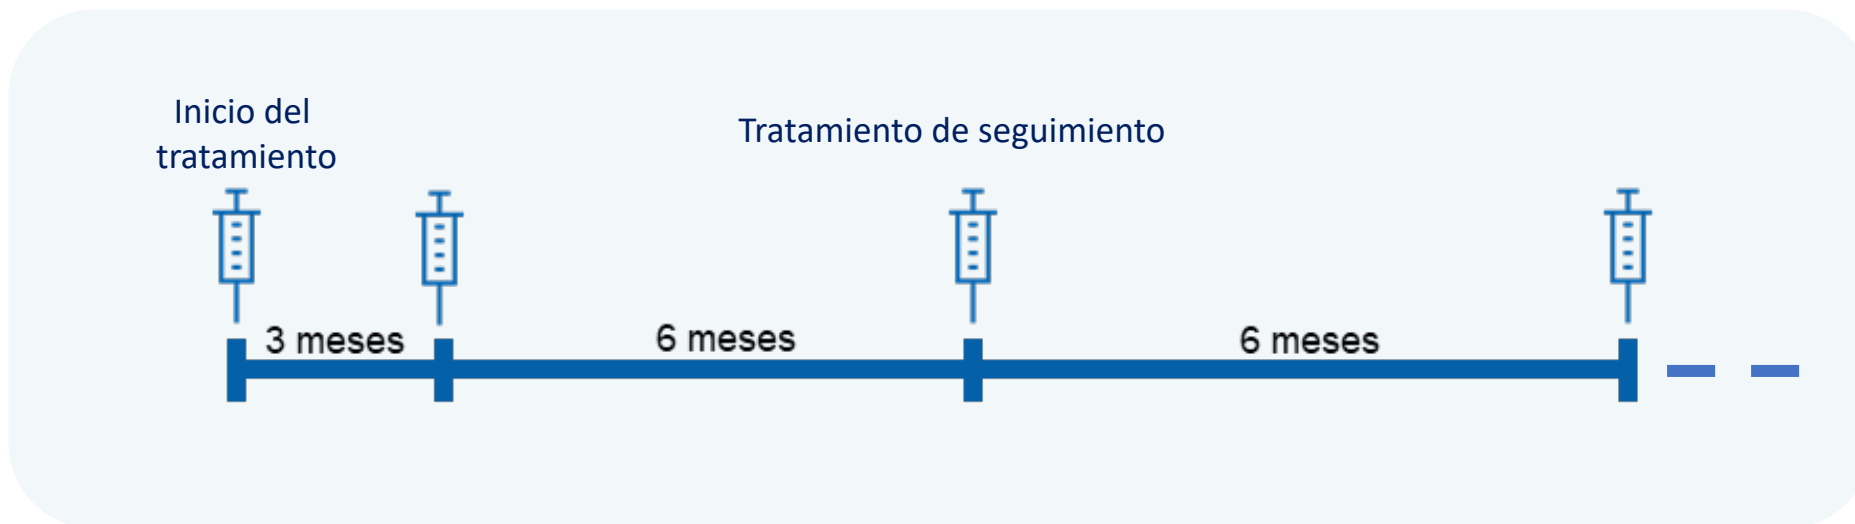 Inicio del
tratamiento
Tratamiento de seguimiento
3 meses
6 meses
6 meses